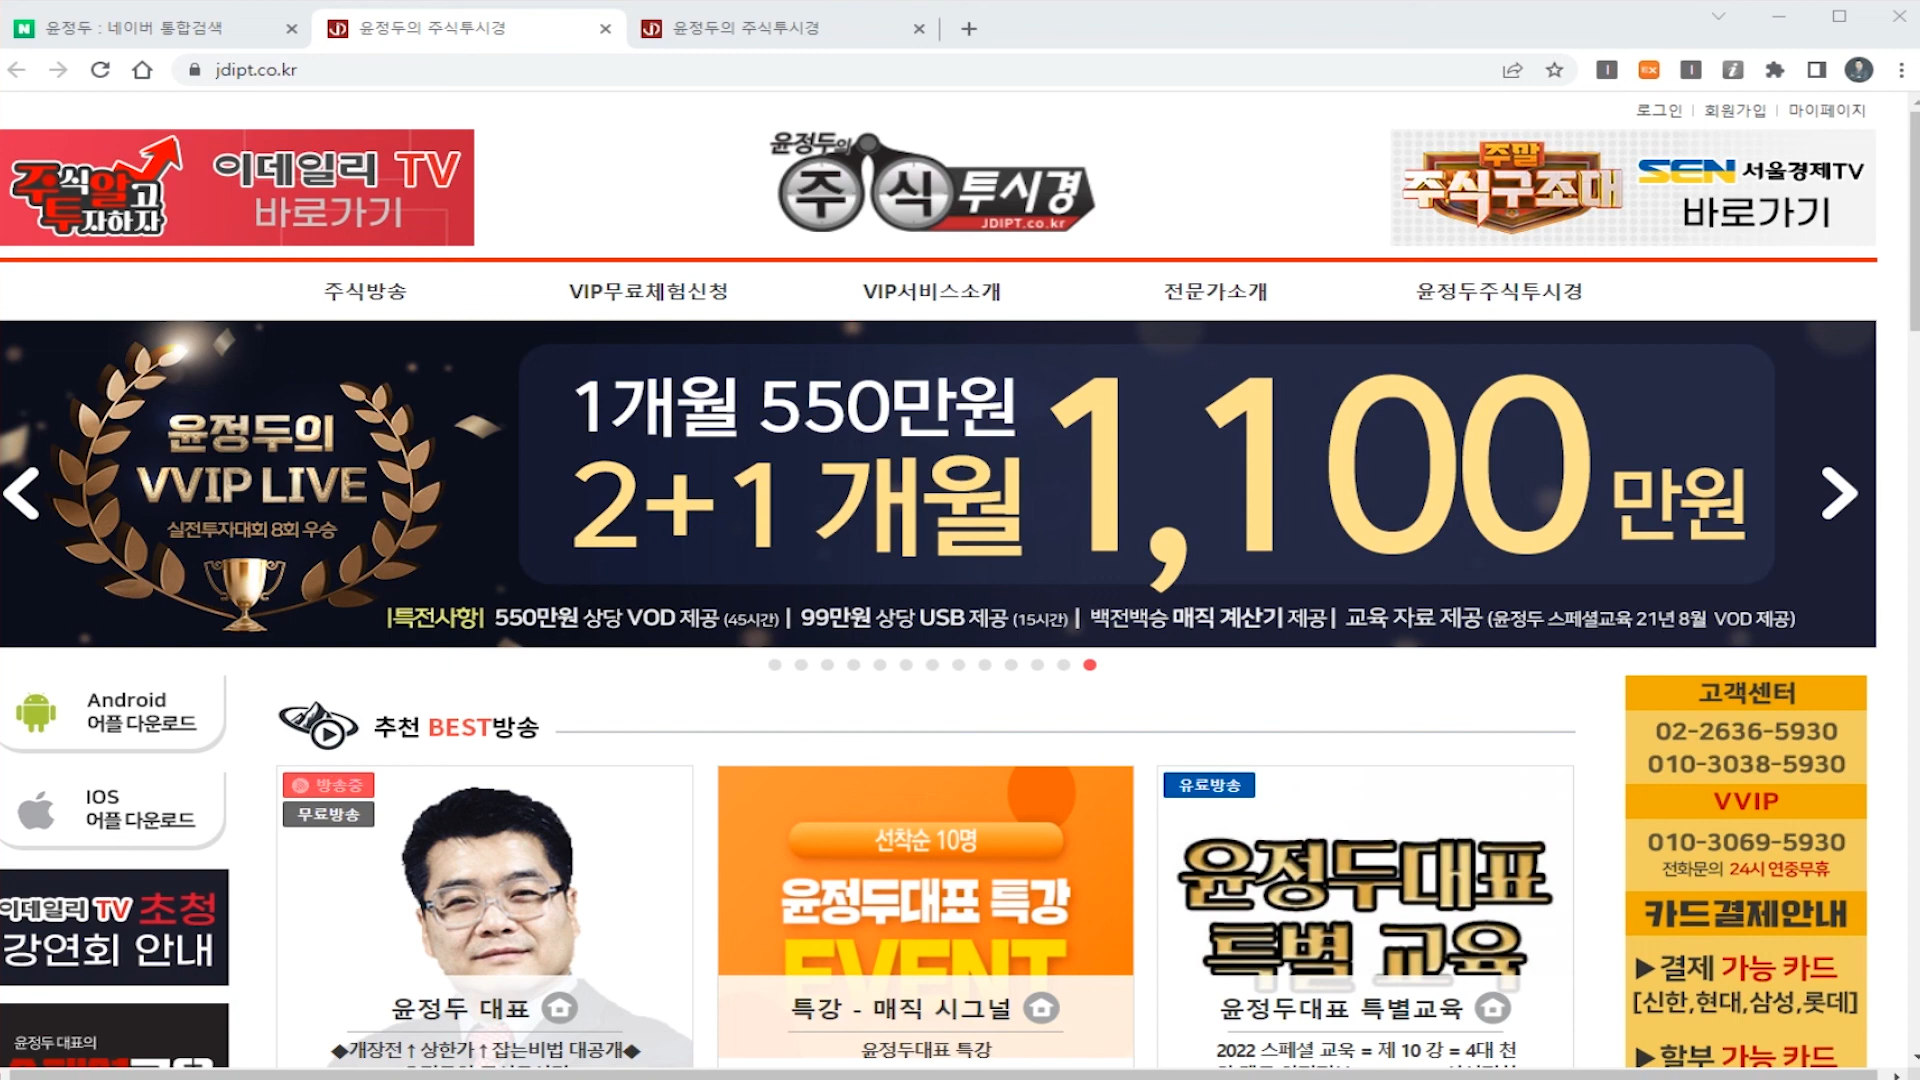 윤정두 : 네이버 통합검색
윤정두의 주식투시경
윤정두의 주식투시경
jdipt.co.kr
로그인 | 회원가입 | 마이페이지
주식알고
투자하자
이데일리 TV
바로가기
윤정두의
주식투시경
JDIPT.co.kr
주말
주식구조대
SEN 서울경제TV
바로가기
주식방송
VIP무료체험신청
VIP서비스소개
전문가소개
윤정두주식투시경
윤정두의
VVIP LIVE
실전투자대회 8회 우승
1개월 550만원
2+1 개월
1,100 만원
|특전사항| 550만원 상당 VOD 제공 (45시간) | 99만원 상당 USB 제공 (15시간) | 백전백승 매직 계산기 제공 | 교육 자료 제공 (윤정두 스페셜교육 21년 8월 VOD 제공)
Android
어플 다운로드
IOS
어플 다운로드
이데일리 TV 초청
강연회 안내
윤정두 대표의
추천 BEST방송
방송중
무료방송
윤정두 대표
◆개장전↑상한가↑잡는비법 대공개◆
선착순 10명
윤정두대표 특강
EVENT
특강 - 매직 시그널
윤정두대표 특강
유료방송
윤정두대표
특별 교육
윤정두대표 특별교육
2022 스페셜 교육 = 제 10 강 = 4대 천
고객센터
02-2636-5930
010-3038-5930
VVIP
010-3069-5930
전화문의 24시 연중무휴
카드결제안내
▶결제 가능 카드
[신한,현대,삼성,롯데]
▶할부 가능 카드